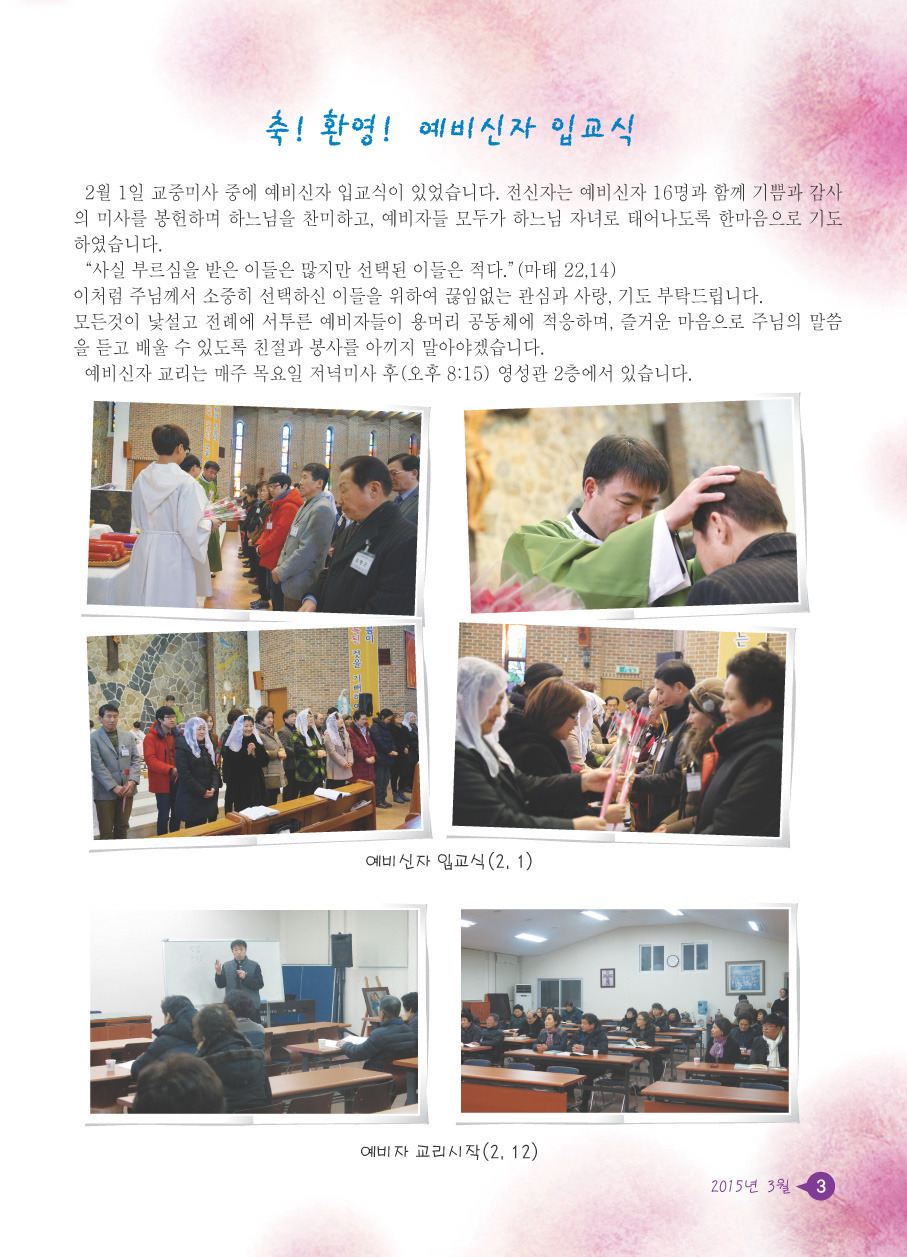 축! 환영! 예비신자 입교식
2월 1일 교중미사 중에 예비신자 입교식이 있었습니다. 전신자는 예비신자 16명과 함께 기쁨과 감사
의 미사를 봉헌하며 하느님을 찬미하고, 예비자들 모두가 하느님 자녀로 태어나도록 한마음으로 기도
하였습니다.
“사실 부르심을 받은 이들은 많지만 선택된 이들은 적다.”(마태 22,14)
이처럼 주님께서 소중히 선택하신 이들을 위하여 끊임없는 관심과 사랑, 기도 부탁드립니다.
모든것이 낯설고 전례에 서투른 예비자들이 용머리 공동체에 적응하며, 즐거운 마음으로 주님의 말씀
을 듣고 배울 수 있도록 친절과 봉사를 아끼지 말아야겠습니다.
예비신자 교리는 매주 목요일 저녁미사 후(오후 8:15) 영성관 2층에서 있습니다.
것을 기뻐하
는
예비신자 입교식(2, 1)
예비자 교리시작(2, 12)
2015년 3월 3